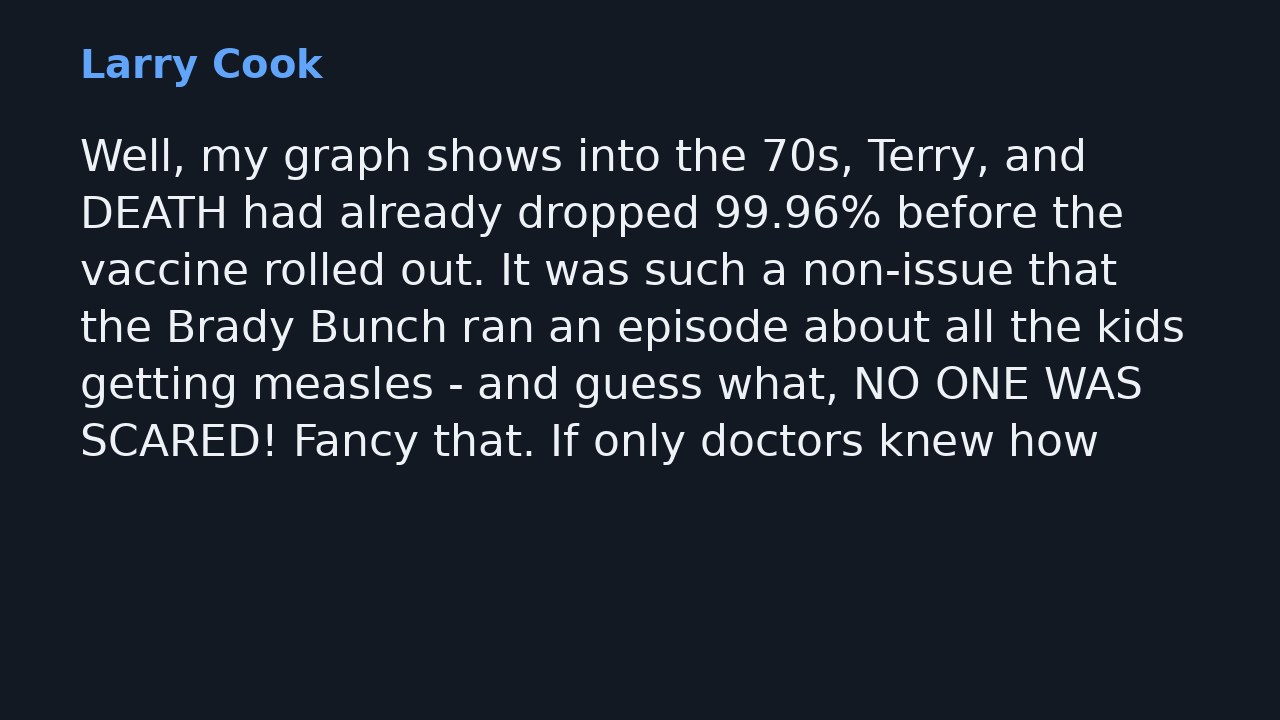 Larry Cook
Well, my graph shows into the 70s, Terry, and
DEATH had already dropped 99.96% before the
vaccine rolled out. It was such a non-issue that
the Brady Bunch ran an episode about all the kids
getting measles - and guess what, NO ONE WAS
SCARED! Fancy that. If only doctors knew how